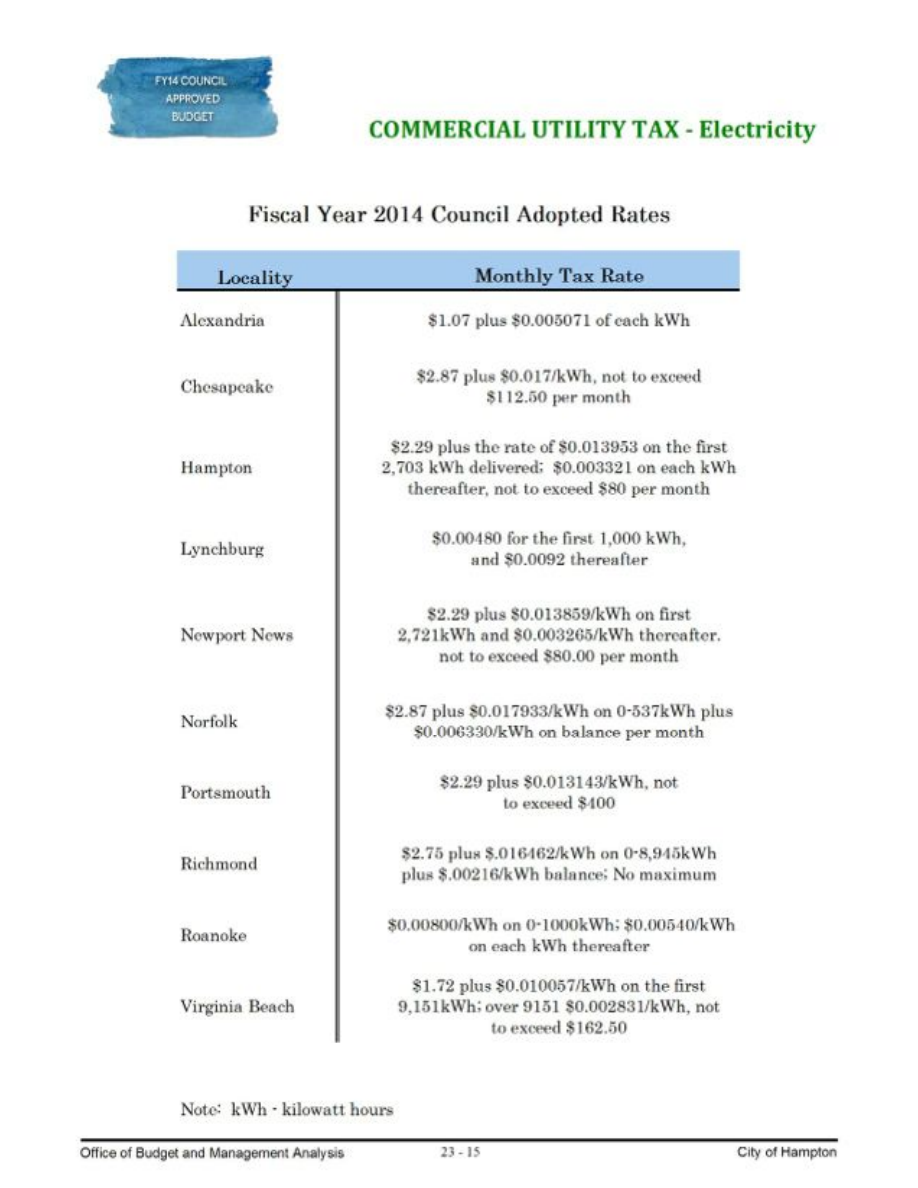 FY14 COUNCIL
APPROVED
BUDGET
COMMERCIAL UTILITY TAX - Electricity
Fiscal Year 2014 Council Adopted Rates
Locality Monthly Tax Rate
Alexandria $1.07 plus $0.005071 of each kWh
Chesapeake $2.87 plus $0.017/kWh, not to exceed
$112.50 per month
Hampton $2.29 plus the rate of $0.013953 on the first
2,703 kWh delivered; $0.003321 on each kWh
thereafter, not to exceed $80 per month
Lynchburg $0.00480 for the first 1,000 kWh,
and $0.0092 thereafter
Newport News $2.29 plus $0.013859/kWh on first
2,721kWh and $0.003265/kWh thereafter.
not to exceed $80.00 per month
Norfolk $2.87 plus $0.017933/kWh on 0-537kWh plus
$0.006330/kWh on balance per month
Portsmouth $2.29 plus $0.013143/kWh, not
to exceed $400
Richmond $2.75 plus $.016462/kWh on 0-8,945kWh
plus $.00216/kWh balance; No maximum
Roanoke $0.00800/kWh on 0-1000kWh; $0.00540/kWh
on each kWh thereafter
Virginia Beach $1.72 plus $0.010057/kWh on the first
9,151kWh; over 9151 $0.002831/kWh, not
to exceed $162.50
Note: kWh - kilowatt hours
Office of Budget and Management Analysis 23 - 15 City of Hampton